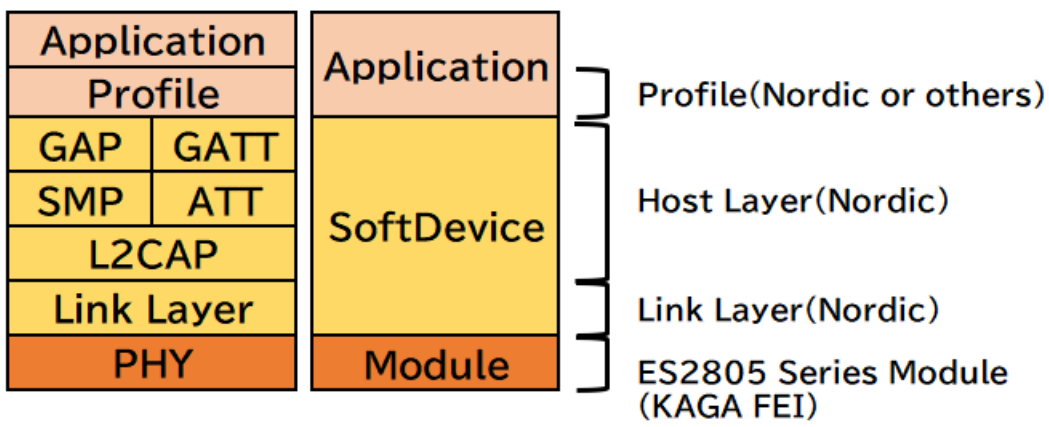 Application
Profile
GAP GATT
SMP ATT
L2CAP
Link Layer
PHY
Application
SoftDevice
Module
Profile(Nordic or others)
Host Layer(Nordic)
Link Layer(Nordic)
ES2805 Series Module
(KAGA FEI)